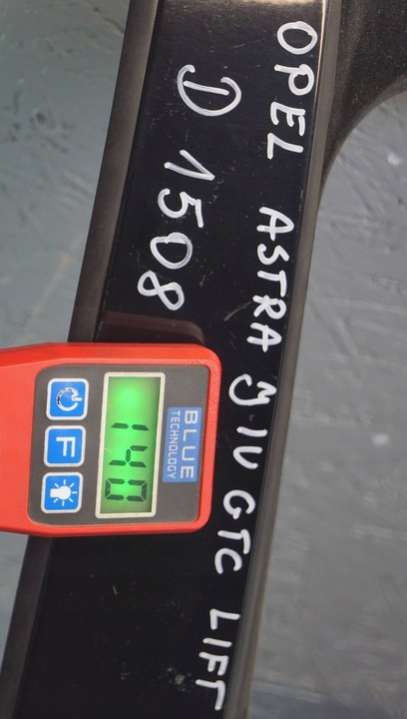 OPEL ASTRA J IV GTC LIFT
D 1508
BLUE
TECHNOLOGY
140
F